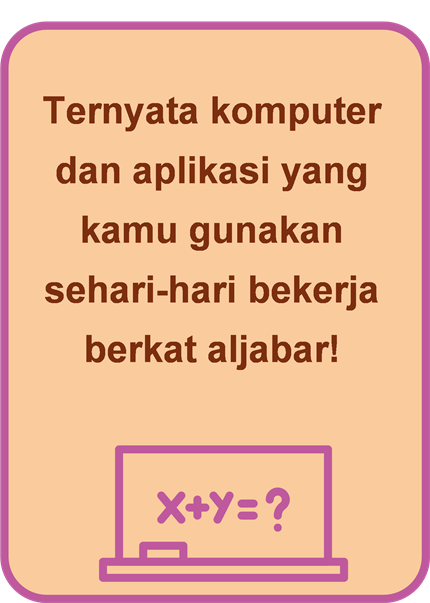 Ternyata komputer
dan aplikasi yang
kamu gunakan
sehari-hari bekerja
berkat aljabar!
x+y=?